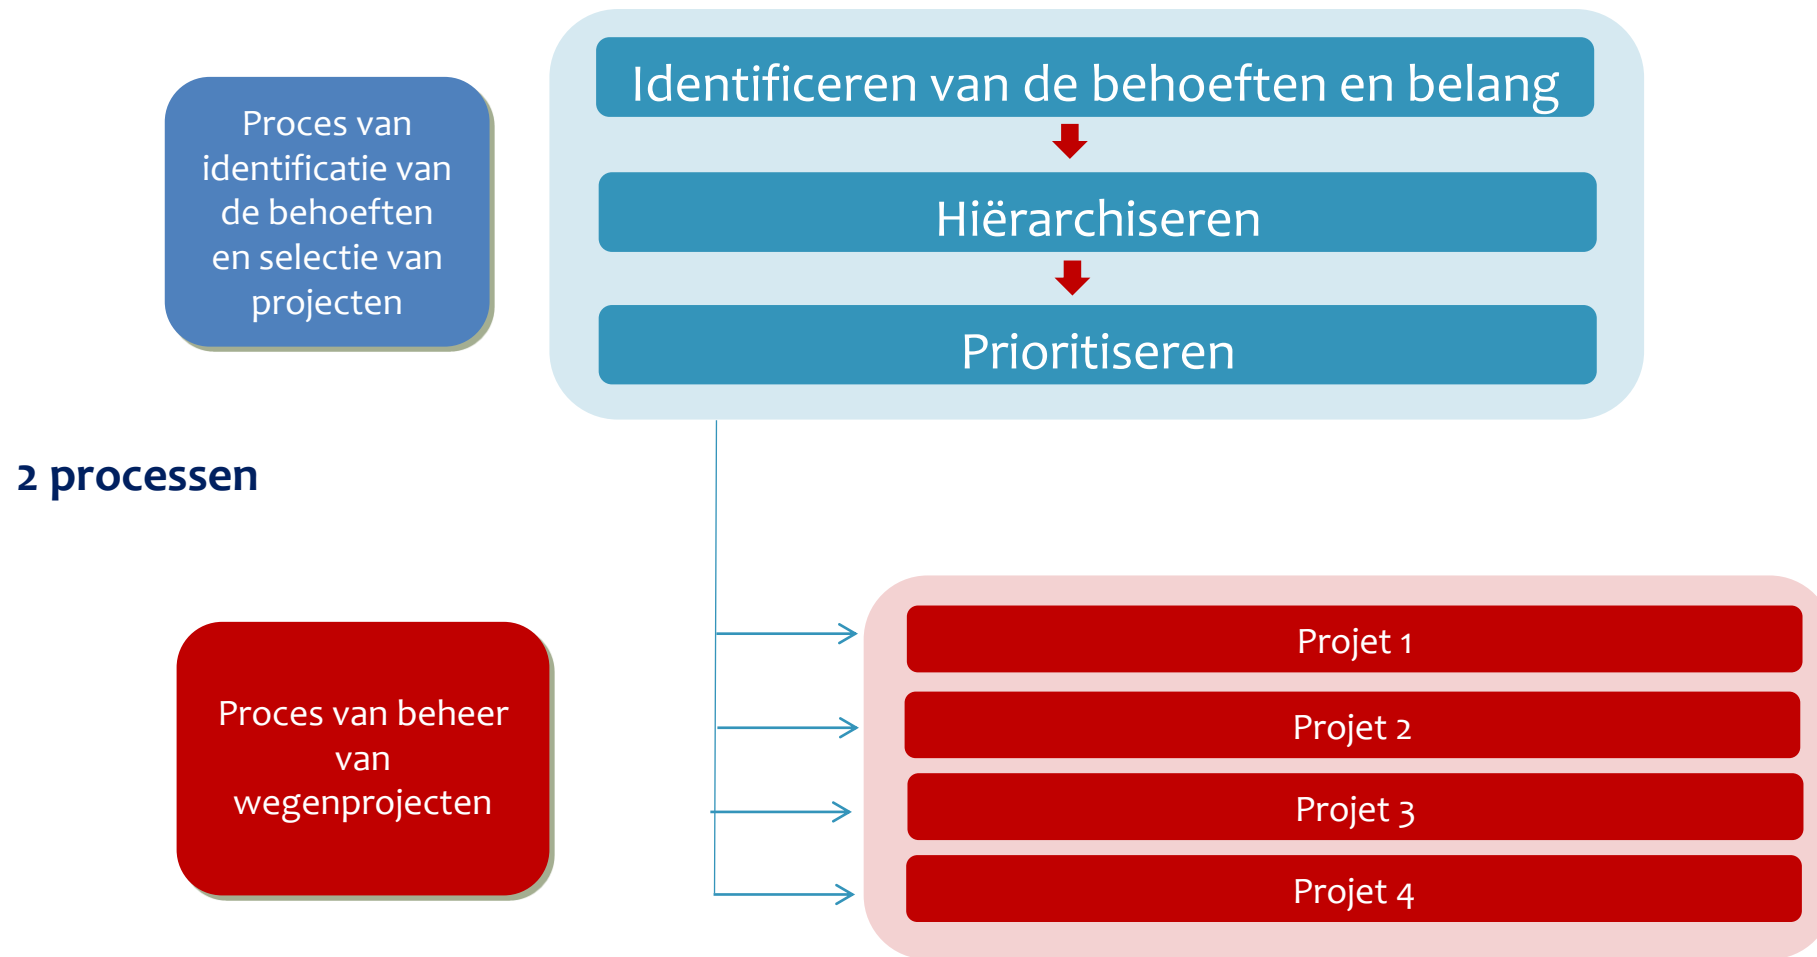 Proces van
identificatie van
de behoeften
en selectie van
projecten
Identificeren van de behoeften en belang
Hiërarchiseren
Prioritiseren
2 processen
Proces van beheer
van
wegenprojecten
Projet 1
Projet 2
Projet 3
Projet 4